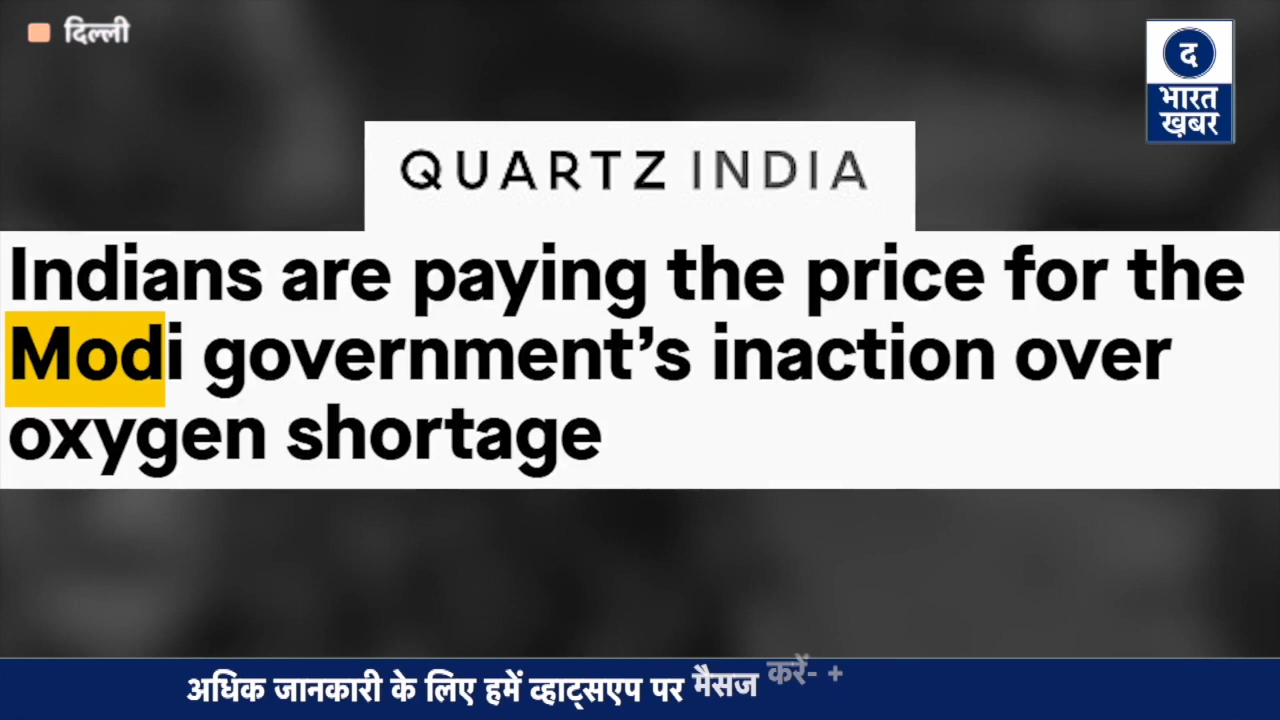 दिल्ली
द
भारत
ख़बर
QUARTZ INDIA
Indians are paying the price for the
Modi government's inaction over
oxygen shortage
अधिक जानकारी के लिए हमें व्हाट्सएप पर मैसज करें- +